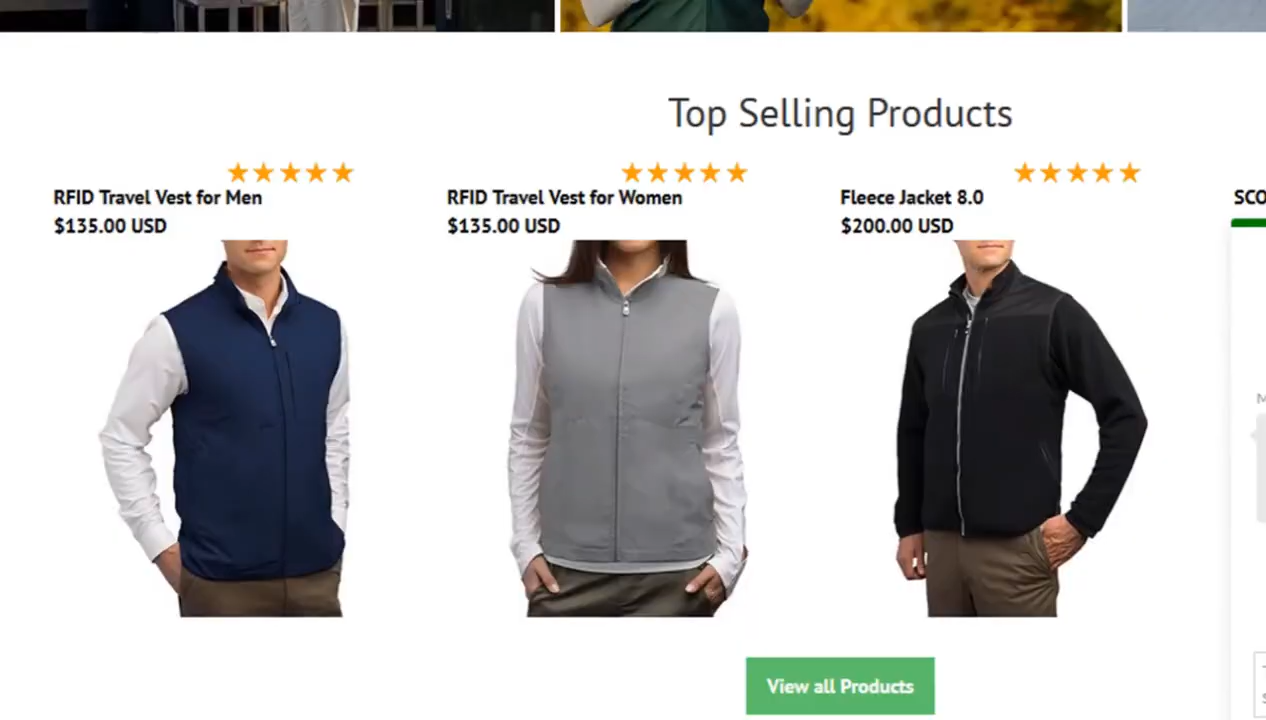 Top Selling Products
RFID Travel Vest for Men
$135.00 USD
RFID Travel Vest for Women
$135.00 USD
Fleece Jacket 8.0
$200.00 USD
SCO
View all Products